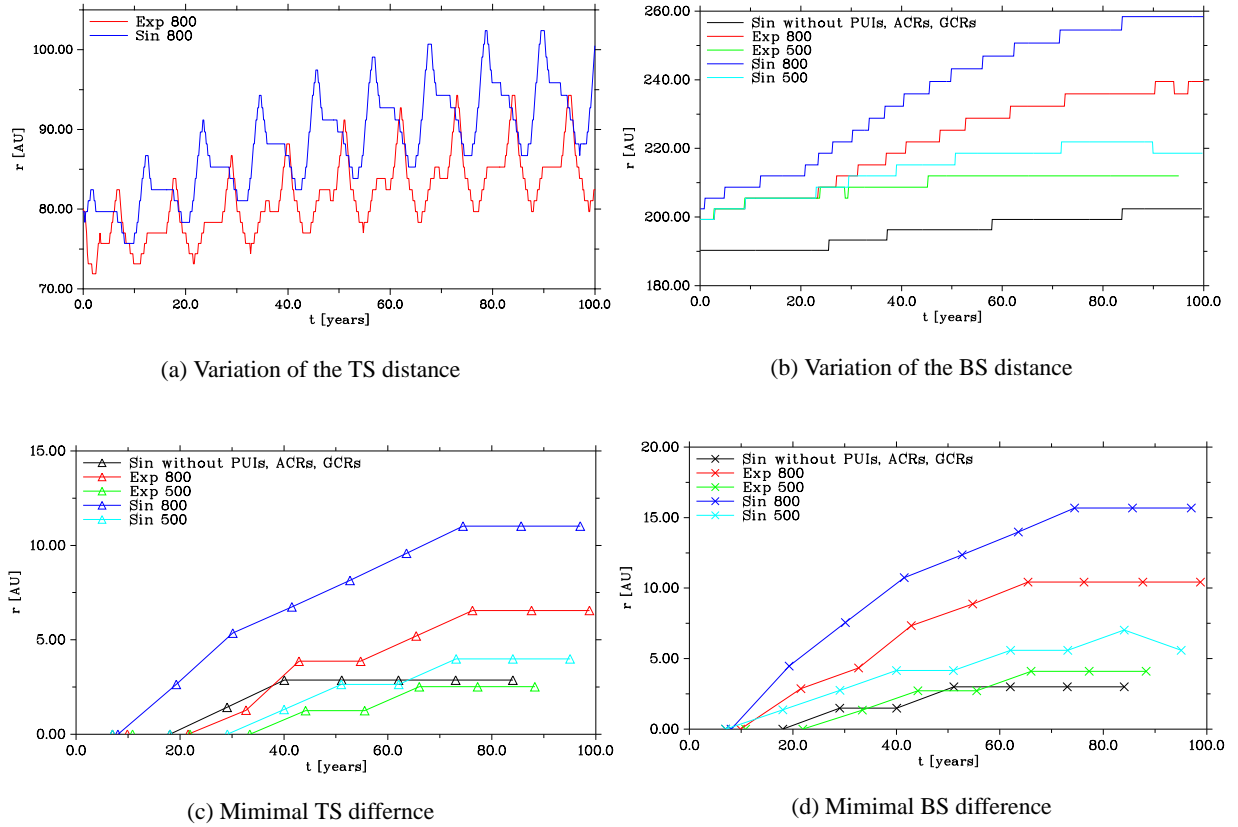 r [AU]
Exp 800
Sin 800
100.00
90.00
80.00
70.00
0.0 20.0 40.0 60.0 80.0 100.0
t [years]
(a) Variation of the TS distance
260.00
Sin without PUIs, ACRs, GCRs
Exp 800
Exp 500
Sin 800
Sin 500
240.00
r [AU]
220.00
200.00
180.00
0.0 20.0 40.0 60.0 80.0 100.0
t [years]
(b) Variation of the BS distance
15.00
Sin without PUIs, ACRs, GCRs
Exp 800
Exp 500
Sin 800
Sin 500
10.00
r [AU]
5.00
0.00
0.0 20.0 40.0 60.0 80.0 100.0
t [years]
(c) Mimimal TS differnce
20.00
Sin without PUIs, ACRs, GCRs
Exp 800
Exp 500
Sin 800
Sin 500
15.00
r [AU]
10.00
5.00
0.00
0.0 20.0 40.0 60.0 80.0 100.0
t [years]
(d) Mimimal BS difference